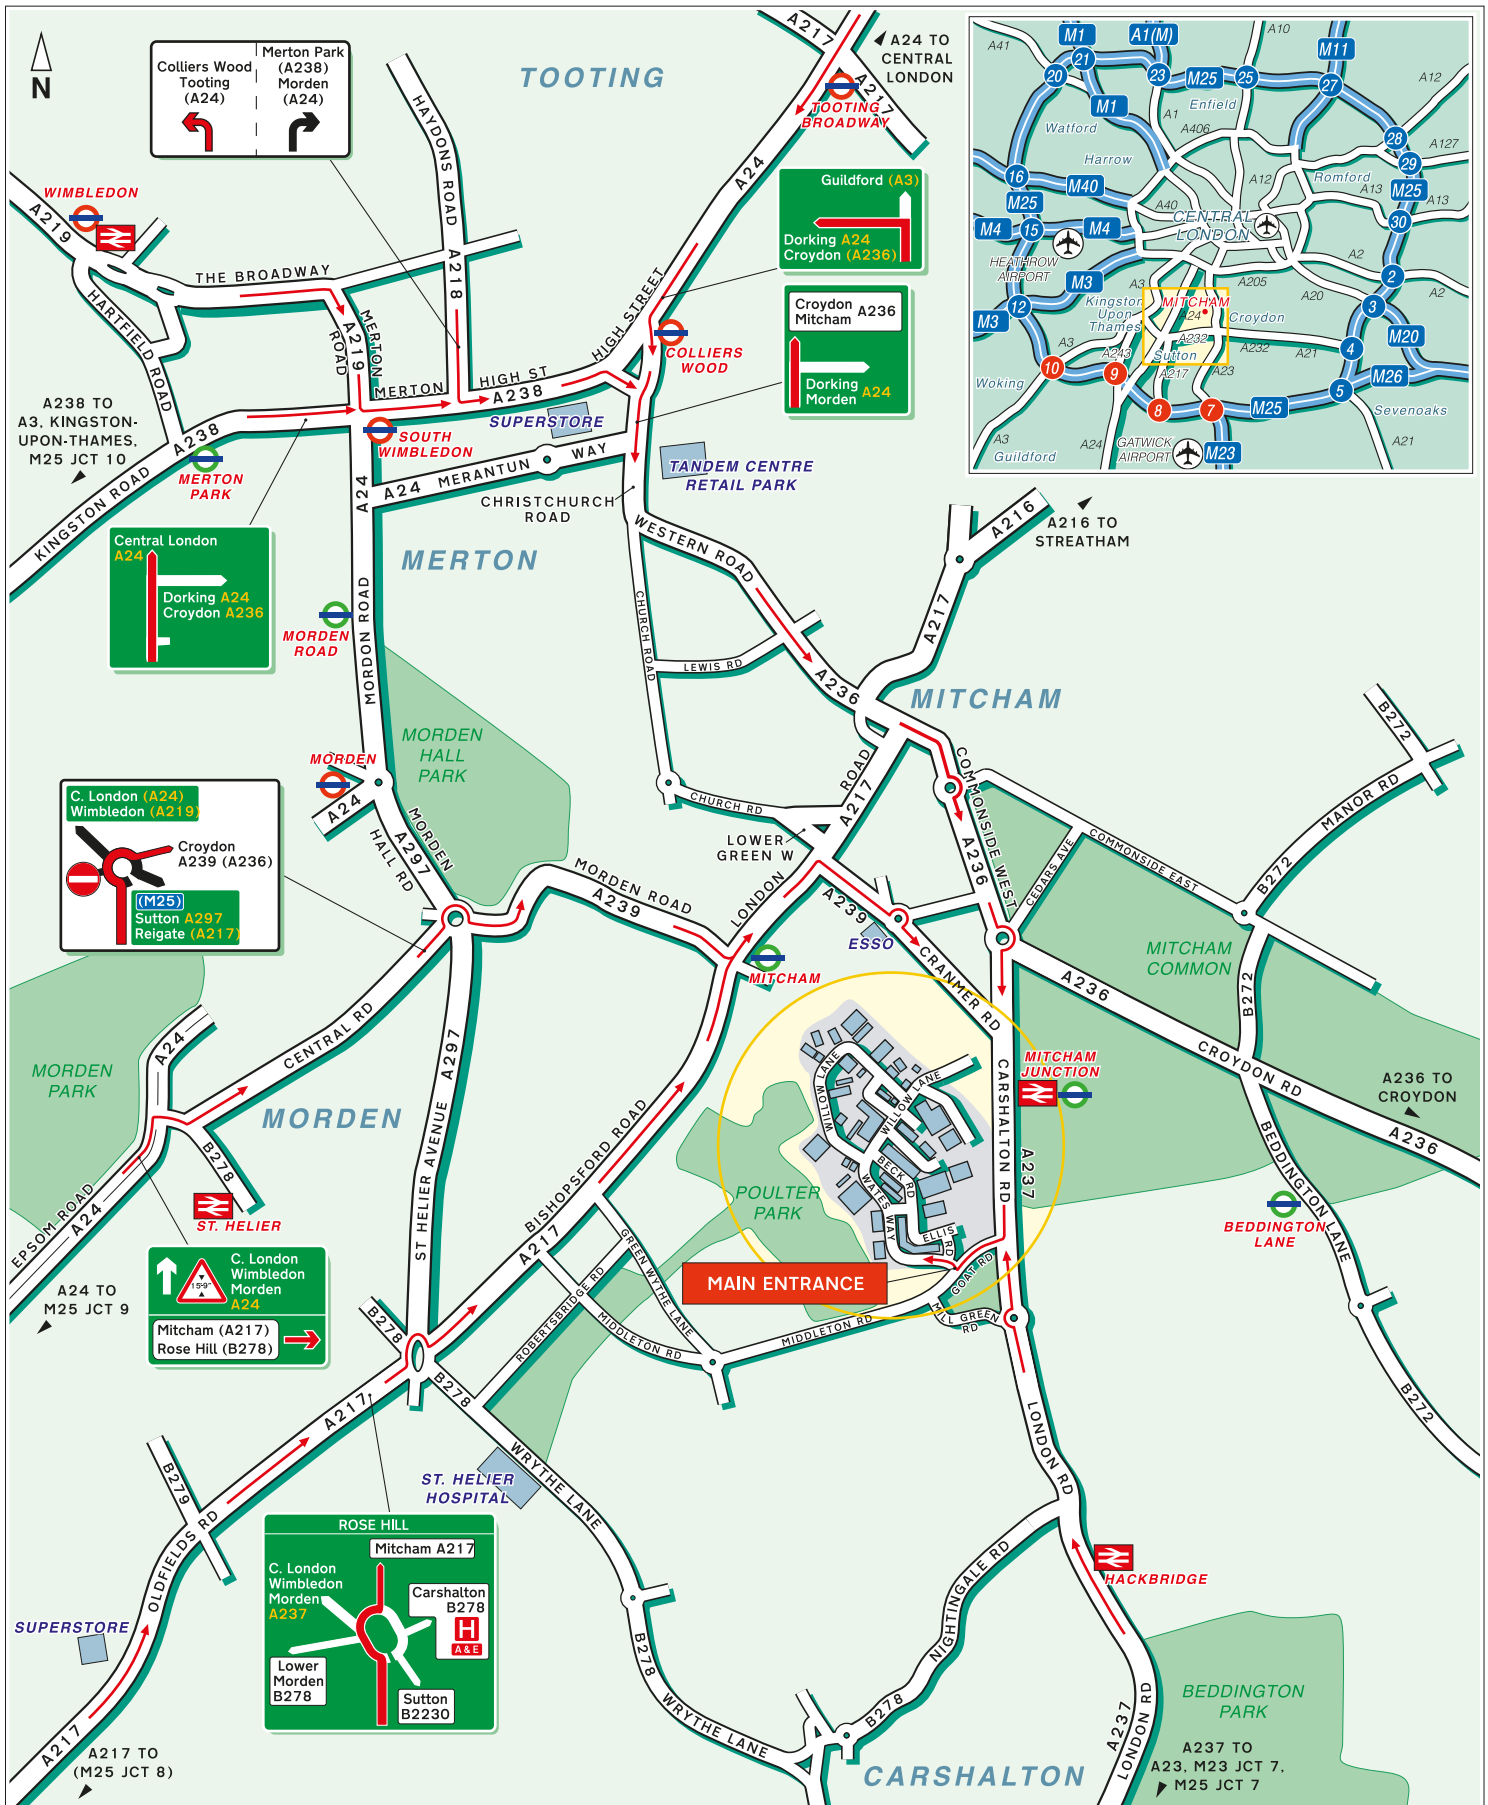 N
TOOTING
Colliers Wood
Tooting
(A24)
Merton Park
(A238)
Morden
(A24)
HAYDONS ROAD
A218
A217
A24 TO
CENTRAL
LONDON
A217
TOOTING
BROADWAY
A24
Guildford (A3)
Dorking A24
Croydon (A236)
Croydon
Mitcham A236
Dorking
Morden A24
WIMBLEDON
A219
THE BROADWAY
HARTFIELD ROAD
MERTON
ROAD
A219
MERTON
HIGH ST
A238
HIGH STREET
COLLIERS
WOOD
SUPERSTORE
A238 TO
A3, KINGSTON-
UPON-THAMES,
M25 JCT 10
A238
KINGSTON ROAD
MERTON
PARK
SOUTH
WIMBLEDON
A24
A24 MERANTUN WAY
CHRISTCHURCH
ROAD
TANDEM CENTRE
RETAIL PARK
Central London
A24
Dorking A24
Croydon A236
MERTON
WESTERN ROAD
A216
A216 TO
STREATHAM
A217
MORDEN
ROAD
MORDON ROAD
CHURCH ROAD
LEWIS RD
A236
MITCHAM
MORDEN
HALL
PARK
MORDEN
A24
MORDEN
HALL RD
A297
C. London (A24)
Wimbledon (A219)
Croydon
A239 (A236)
(M25)
Sutton A297
Reigate (A217)
CHURCH RD
LOWER
GREEN W
ROAD
A217
LONDON
COMMONSIDE WEST
A236
CEDARS AVE
COMMONSIDE EAST
B272
MANOR RD
B272
B272
MORDEN ROAD
A239
A239
ESSO
MITCHAM
CRANMER RD
MITCHAM
COMMON
A236
CROYDON RD
A236 TO
CROYDON
A236
MORDEN
PARK
A24
CENTRAL RD
MORDEN
B278
ST. HELIER
EPSOM ROAD
A24
A24 TO
M25 JCT 9
A297
ST HELIER AVENUE
BISHOPSFORD ROAD
A217
POULTER
PARK
WILLOW LANE
WILLOW LANE
BECK RD
WATES WAY
ELLIS
RD
GOAT RD
MITCHAM
JUNCTION
CARSHALTON RD
A237
MAIN ENTRANCE
MILL GREEN
RD
MIDDLETON RD
MIDDLETON RD
GREEN WYTHE LANE
ROBERTSBRIDGE RD
BEDDINGTON LANE
BEDDINGTON
LANE
B272
C. London
Wimbledon
Morden
A24
15'9"
Mitcham (A217)
Rose Hill (B278)
B278
B278
A217
B279
OLDFIELDS RD
SUPERSTORE
A217
A217 TO
(M25 JCT 8)
ST. HELIER
HOSPITAL
WRYTHE LANE
B278
WRYTHE LANE
ROSE HILL
Mitcham A217
C. London
Wimbledon
Morden
A237
Carshalton
B278
H
A & E
Lower
Morden
B278
Sutton
B2230
LONDON RD
HACKBRIDGE
NIGHTINGALE RD
B278
CARSHALTON
A237
LONDON RD
BEDDINGTON
PARK
A237 TO
A23, M23 JCT 7,
M25 JCT 7
A41
M1
A1(M)
A10
M11
20
21
23
M25
25
27
A12
M1
Enfield
A1
A406
Watford
Harrow
28
A127
29
16
M40
A12
Romford
A13
M25
M25
A40
CENTRAL
LONDON
A13
30
M4
15
M4
HEATHROW
AIRPORT
A2
2
M3
A3
A205
A20
3
A2
12
M3
Kingston
Upon
Thames
MITCHAM
A24
Croydon
M20
A3
A243
A232
A232
A21
4
Sutton
10
9
A217
A23
M26
5
Woking
8
7
M25
Sevenoaks
A3
Guildford
A24
GATWICK
AIRPORT
M23
A21